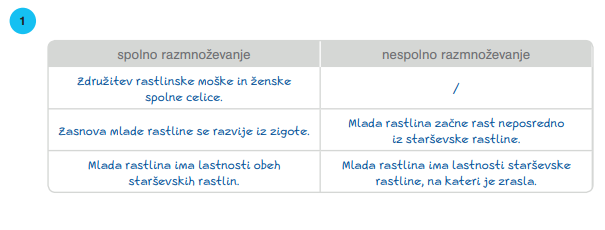 1
spolno razmnoževanje
nespolno razmnoževanje
Združitev rastlinske moške in ženske
spolne celice.
/
Zasnova mlade rastline se razvije iz zigote.
Mlada rastlina začne rast neposredno
iz starševske rastline.
Mlada rastlina ima lastnosti obeh
starševskih rastlin.
Mlada rastlina ima lastnosti starševske
rastline, na kateri je zrasla.